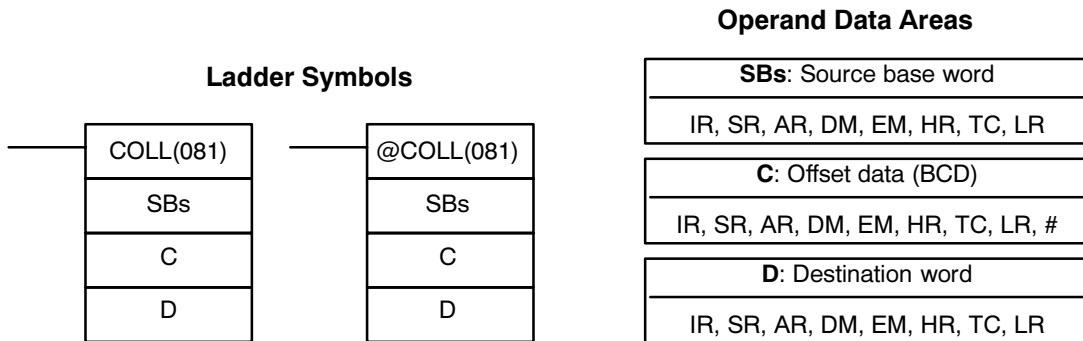 Ladder Symbols
COLL(081)
SBs
C
D
@COLL(081)
SBs
C
D
Operand Data Areas
SBs: Source base word
IR, SR, AR, DM, EM, HR, TC, LR
C: Offset data (BCD)
IR, SR, AR, DM, EM, HR, TC, LR, #
D: Destination word
IR, SR, AR, DM, EM, HR, TC, LR